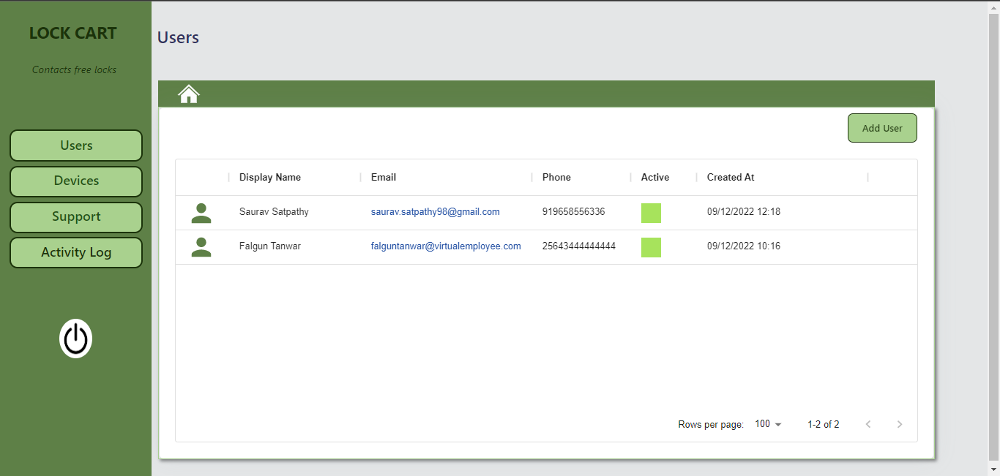 LOCK CART
Contacts free locks
Users
Devices
Support
Activity Log
Users
Add User
Display Name Email Phone Active Created At
Saurav Satpathy saurav.satpathy98@gmail.com 919658556336 09/12/2022 12:18
Falgun Tanwar falguntanwar@virtualemployee.com 25643444444444 09/12/2022 10:16
Rows per page: 100 1-2 of 2